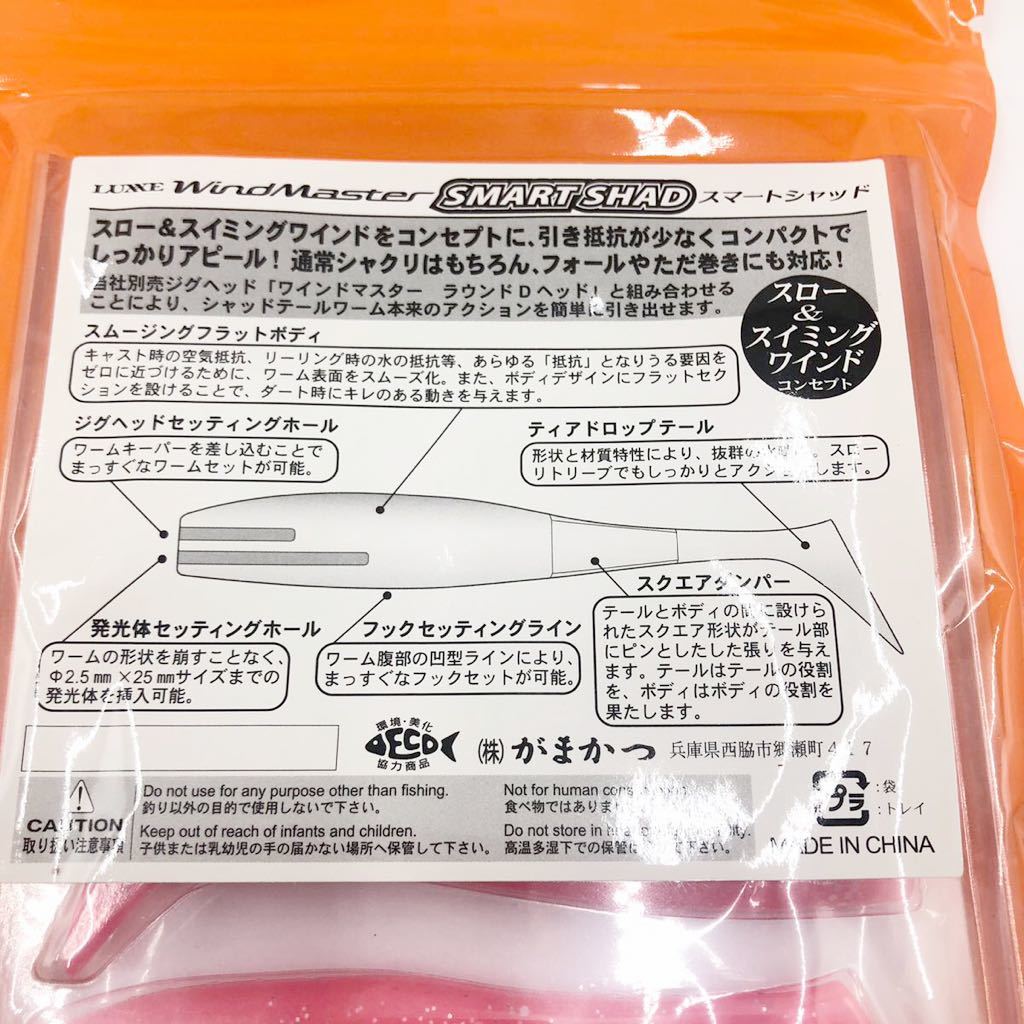 LUXXE WindMaster SMART SHAD スマートシャッド
スロー&スイミングワインドをコンセプトに、引き抵抗が少なくコンパクトで
しっかりアピール!通常シャクリはもちろん、フォールやただ巻きにも対応!
当社別売ジグヘッド「ワインドマスター ラウンドDヘッド」と組み合わせる
ことにより、シャッドテールワーム本来のアクションを簡単に引き出せます。
スロー
&
スイミング
ワインド
コンセプト
スムージングフラットボディ
キャスト時の空気抵抗、リーリング時の水の抵抗等、あらゆる「抵抗」となりうる要因を
ゼロに近づけるために、ワーム表面をスムーズ化。また、ボディデザインにフラットセク
ションを設けることで、ダート時にキレのある動きを与えます。
ジグヘッドセッティングホール
ワームキーパーを差し込むことで
まっすぐなワームセットが可能。
ティアドロップテール
形状と材質特性により、抜群の 。スロー
リトリーブでもしっかりとアクションします。
発光体セッティングホール
ワームの形状を崩すことなく、
Φ2.5㎜×25㎜サイズまでの
発光体を挿入可能。
フックセッティングライン
ワーム腹部の凹型ラインにより、
まっすぐなフックセットが可能。
スクエアダンパー
テールとボディの間に設けら
れたスクエア形状がテール部
にピンとしたした張りを与え
ます。テールはテールの役割
を、ボディはボディの役割を
果たします。
環境・美化
DECO
協力商品
(株)がまかつ 兵庫県西脇市郷瀬町417
CAUTION
取り扱い注意事項
Do not use for any purpose other than fishing.
釣り以外の目的で使用しないで下さい。
Keep out of reach of infants and children.
子供または乳幼児の手の届かない場所へ保管して下さい。
Not for human consumption.
食べ物ではありま
Do not store in
高温多湿下での保管は て下さい。
プラ
:袋
:トレイ
MADE IN CHINA